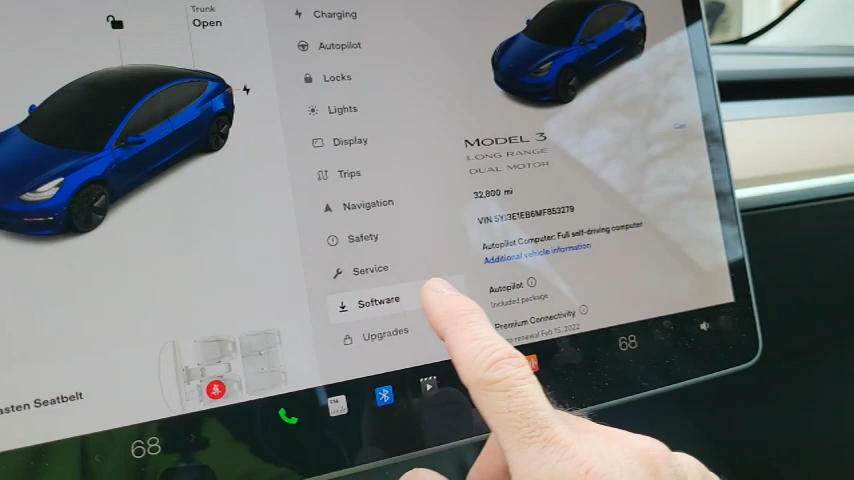 Trunk
Open
Charging
Autopilot
Locks
Lights
Display
Trips
Navigation
Safety
Service
Software
Upgrades
MODEL 3
LONG RANGE
DUAL MOTOR
32,800 mi
VIN 5YJ3E1EB6MF853279
Autopilot Computer: Full self-driving computer
Additional vehicle information
Autopilot
Included package
Premium Connectivity
renewal Feb 15, 2022
asten Seatbelt
68
68